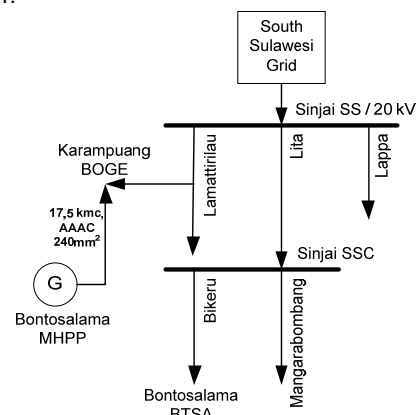 South
Sulawesi
Grid
Sinjai SS / 20 kV
Karampuang
BOGE
Lamattirilau
Lita
Lappa
17,5 kmc,
AAAC
240mm²
Sinjai SSC
G
Bontosalama
MHPP
Bikeru
Mangarabombang
Bontosalama
BTSA